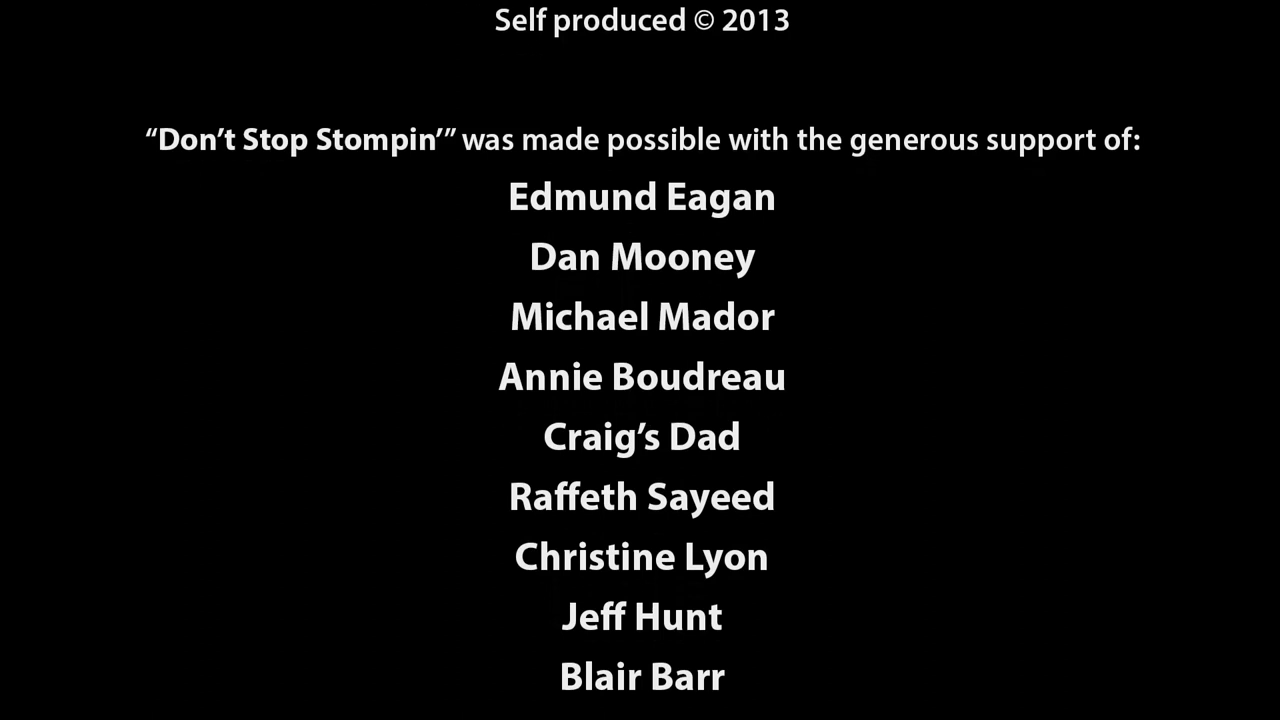 Self produced © 2013
“Don’t Stop Stompin’” was made possible with the generous support of:
Edmund Eagan
Dan Mooney
Michael Mador
Annie Boudreau
Craig’s Dad
Raffeth Sayeed
Christine Lyon
Jeff Hunt
Blair Barr